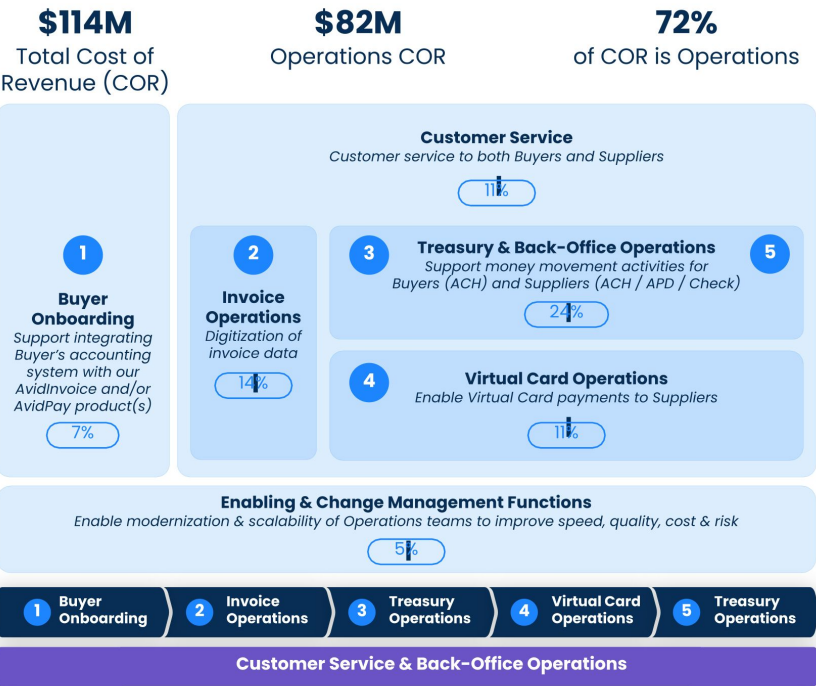 $114M
Total Cost of
Revenue (COR)
$82M
Operations COR
72%
of COR is Operations
Customer Service
Customer service to both Buyers and Suppliers
11%
1
Buyer
Onboarding
Support integrating
Buyer’s accounting
system with our
AvidInvoice and/or
AvidPay product(s)
7%
2
Invoice
Operations
Digitization of
invoice data
14%
3
Treasury & Back-Office Operations
5
Support money movement activities for
Buyers (ACH) and Suppliers (ACH / APD / Check)
24%
4
Virtual Card Operations
Enable Virtual Card payments to Suppliers
11%
Enabling & Change Management Functions
Enable modernization & scalability of Operations teams to improve speed, quality, cost & risk
5%
1 Buyer
Onboarding
2 Invoice
Operations
3 Treasury
Operations
4 Virtual Card
Operations
5 Treasury
Operations
Customer Service & Back-Office Operations